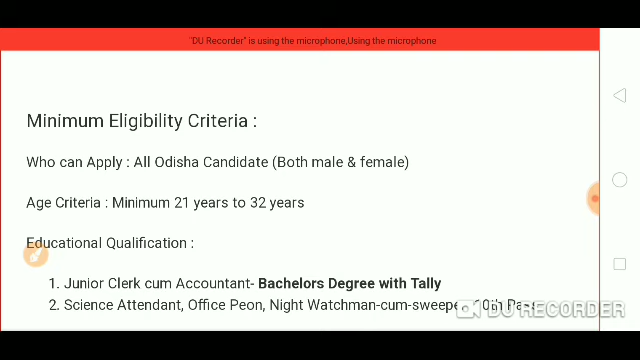 "DU Recorder" is using the microphone,Using the microphone
Minimum Eligibility Criteria :
Who can Apply : All Odisha Candidate (Both male & female)
Age Criteria : Minimum 21 years to 32 years
Educational Qualification :
1. Junior Clerk cum Accountant- Bachelors Degree with Tally
2. Science Attendant, Office Peon, Night Watchman-cum-sweeper- 10th Pass
DU RECORDER